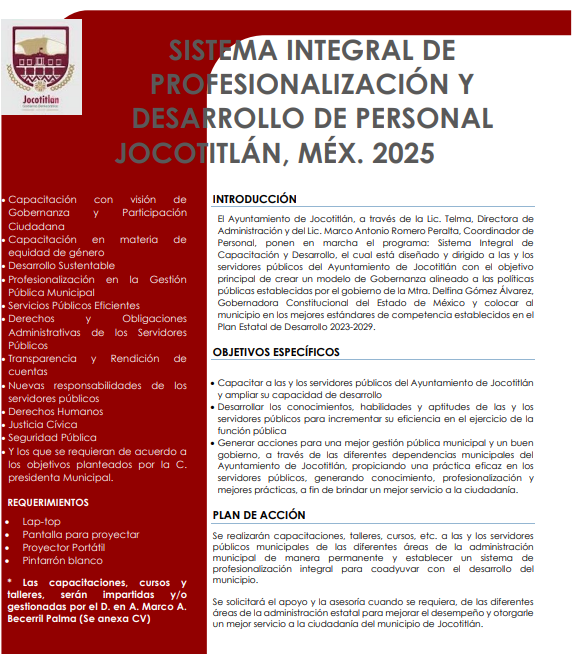 Jocotitlan
SISTEMA INTEGRAL DE
PROFESIONALIZACIÓN Y
DESARROLLO DE PERSONAL
JOCOTITLÁN, MÉX. 2025
• Capacitación con visión de
Gobernanza y Participación
Ciudadana
• Capacitación en materia de
equidad de género
• Desarrollo Sustentable
• Profesionalización en la Gestión
Pública Municipal
• Servicios Públicos Eficientes
• Derechos y Obligaciones
Administrativas de los Servidores
Públicos
• Transparencia y Rendición de
cuentas
• Nuevas responsabilidades de los
servidores públicos
• Derechos Humanos
• Justicia Cívica
• Seguridad Pública
• Y los que se requieran de acuerdo a
los objetivos planteados por la C.
presidenta Municipal.
REQUERIMIENTOS
• Lap-top
• Pantalla para proyectar
• Proyector Portátil
• Pintarrón blanco
* Las capacitaciones, cursos y
talleres, serán impartidas y/o
gestionadas por el D. en A. Marco A.
Becerril Palma (Se anexa CV)
INTRODUCCIÓN
El Ayuntamiento de Jocotitlán, a través de la Lic. Telma, Directora de
Administración y del Lic. Marco Antonio Romero Peralta, Coordinador de
Personal, ponen en marcha el programa: Sistema Integral de
Capacitación y Desarrollo, el cual está diseñado y dirigido a las y los
servidores públicos del Ayuntamiento de Jocotitlán con el objetivo
principal de crear un modelo de Gobernanza alineado a las políticas
públicas establecidas por el gobierno de la Mtra. Delfina Gómez Álvarez,
Gobernadora Constitucional del Estado de México y colocar al
municipio en los mejores estándares de competencia establecidos en el
Plan Estatal de Desarrollo 2023-2029.
OBJETIVOS ESPECÍFICOS
• Capacitar a las y los servidores públicos del Ayuntamiento de Jocotitlán
y ampliar su capacidad de desarrollo
• Desarrollar los conocimientos, habilidades y aptitudes de las y los
servidores públicos para incrementar su eficiencia en el ejercicio de la
función pública
• Generar acciones para una mejor gestión pública municipal y un buen
gobierno, a través de las diferentes dependencias municipales del
Ayuntamiento de Jocotitlán, propiciando una práctica eficaz en los
servidores públicos, generando conocimiento, profesionalización y
mejores prácticas, a fin de brindar un mejor servicio a la ciudadanía.
PLAN DE ACCIÓN
Se realizarán capacitaciones, talleres, cursos, etc. a las y los servidores
públicos municipales de las diferentes áreas de la administración
municipal de manera permanente y establecer un sistema de
profesionalización integral para coadyuvar con el desarrollo del
municipio.
Se solicitará el apoyo y la asesoría cuando se requiera, de las diferentes
áreas de la administración estatal para mejorar el desempeño y otorgarle
un mejor servicio a la ciudadanía del municipio de Jocotitlán.